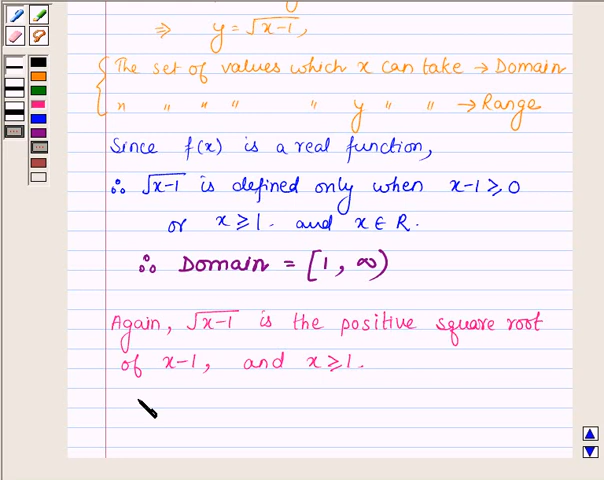 ⇒ y = √x-1,
The set of values which x can take → Domain
" " " " " y " " → Range
Since f(x) is a real function,
∴ √x-1 is defined only when x-1 ≥ 0
or x ≥ 1. and x ∈ R.
∴ Domain = [1, ∞)
Again, √x-1 is the positive square root
of x-1, and x ≥ 1.